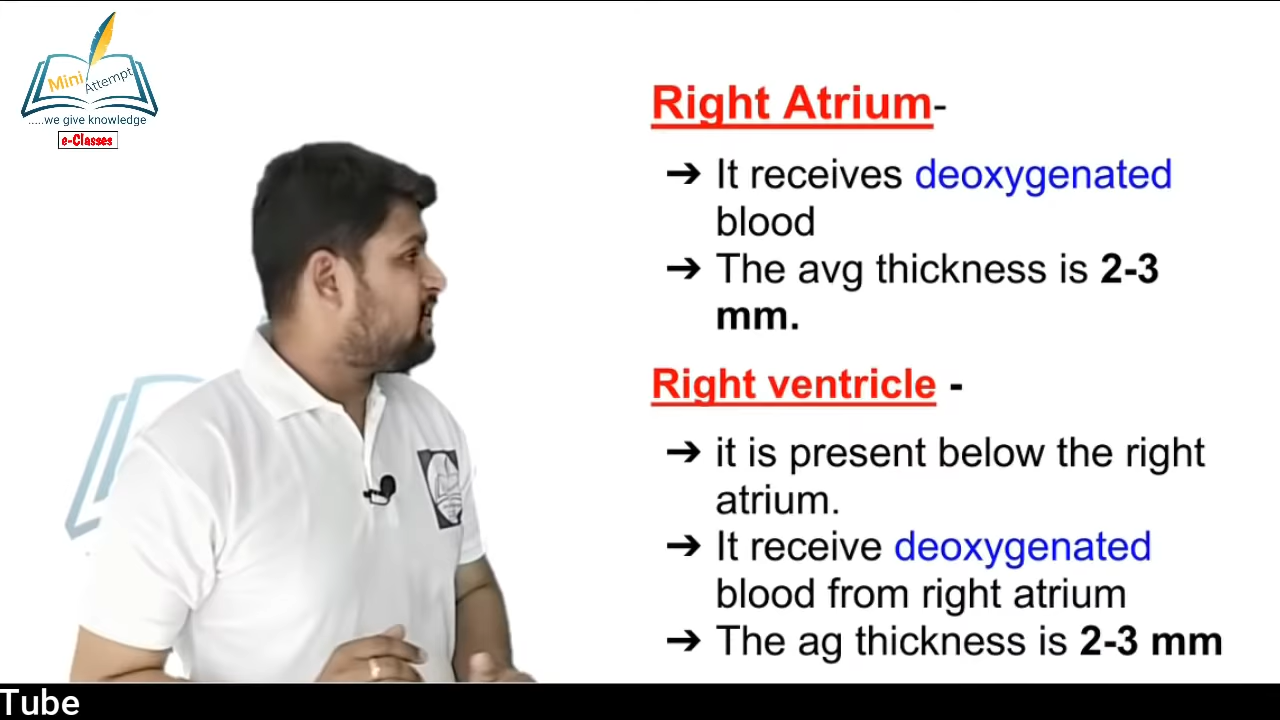 Mini Attempt
.....we give knowledge
e-Classes
Right Atrium-
➔ It receives deoxygenated
blood
➔ The avg thickness is 2-3
mm.
Right ventricle -
➔ it is present below the right
atrium.
➔ It receive deoxygenated
blood from right atrium
➔ The ag thickness is 2-3 mm
Tube